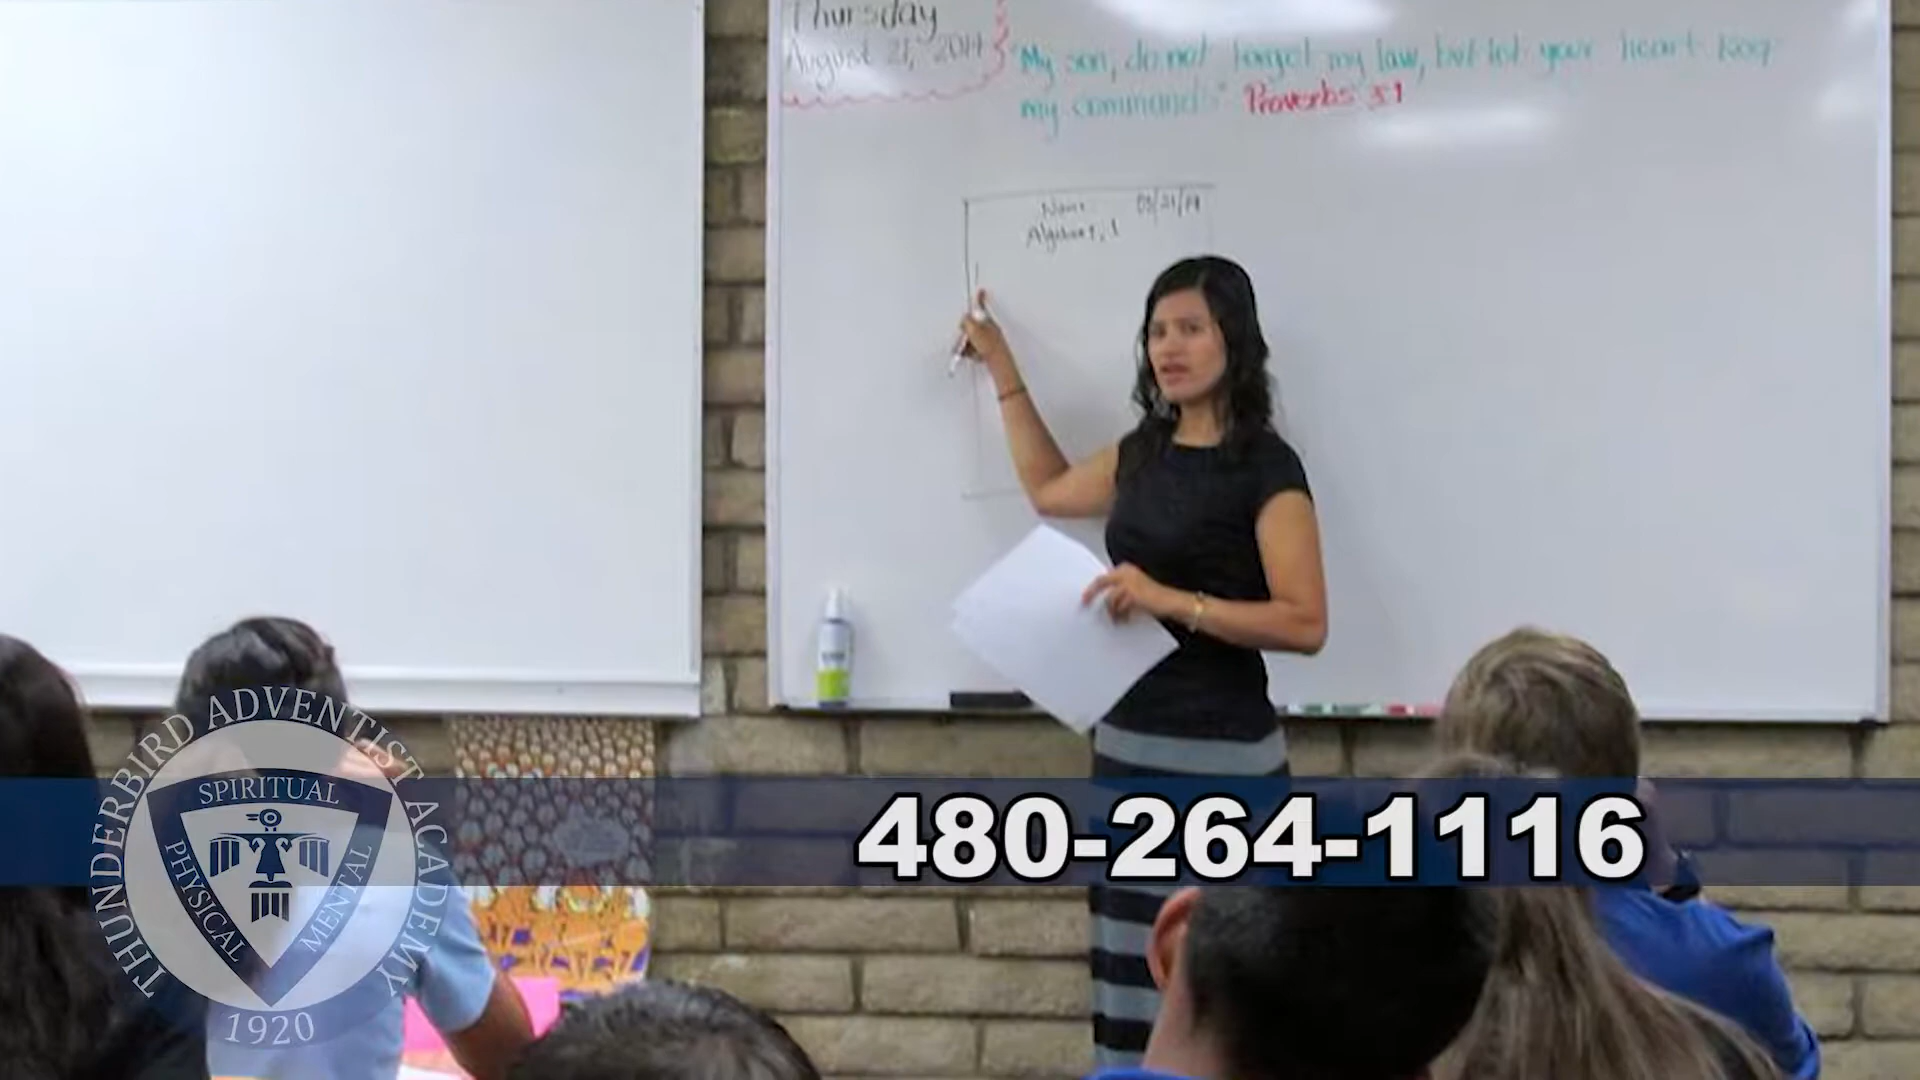 Thursday
August 21, 2014
"My son, do not forget my law, but let your heart keep
my commands" Proverbs 3:1
Name
Algebra 1
480-264-1116
THUNDERBIRD ADVENTIST ACADEMY
SPIRITUAL
PHYSICAL
MENTAL
1920